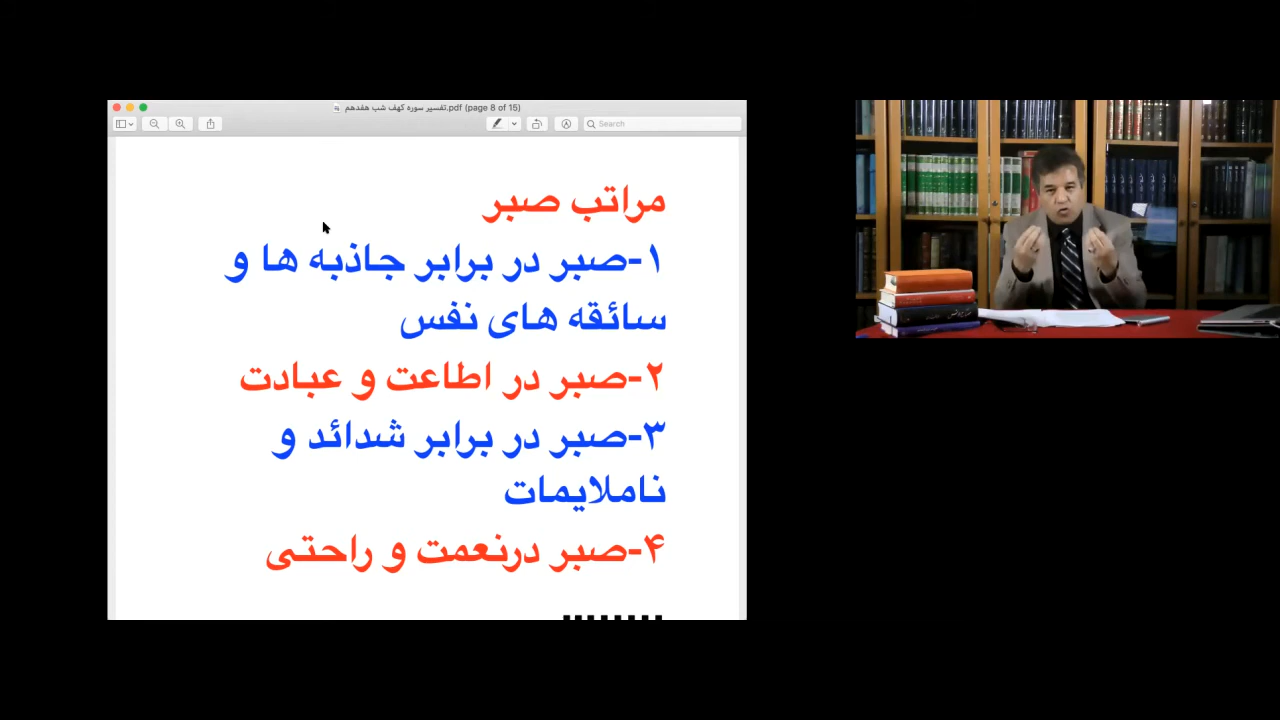 تفسیر سوره کهف شب هفدهم.pdf (page 8 of 15)
Search
مراتب صبر
۱-صبر در برابر جاذبه ها و
سائقه های نفس
۲-صبر در اطاعت و عبادت
۳-صبر در برابر شدائد و
ناملایمات
۴-صبر درنعمت و راحتی